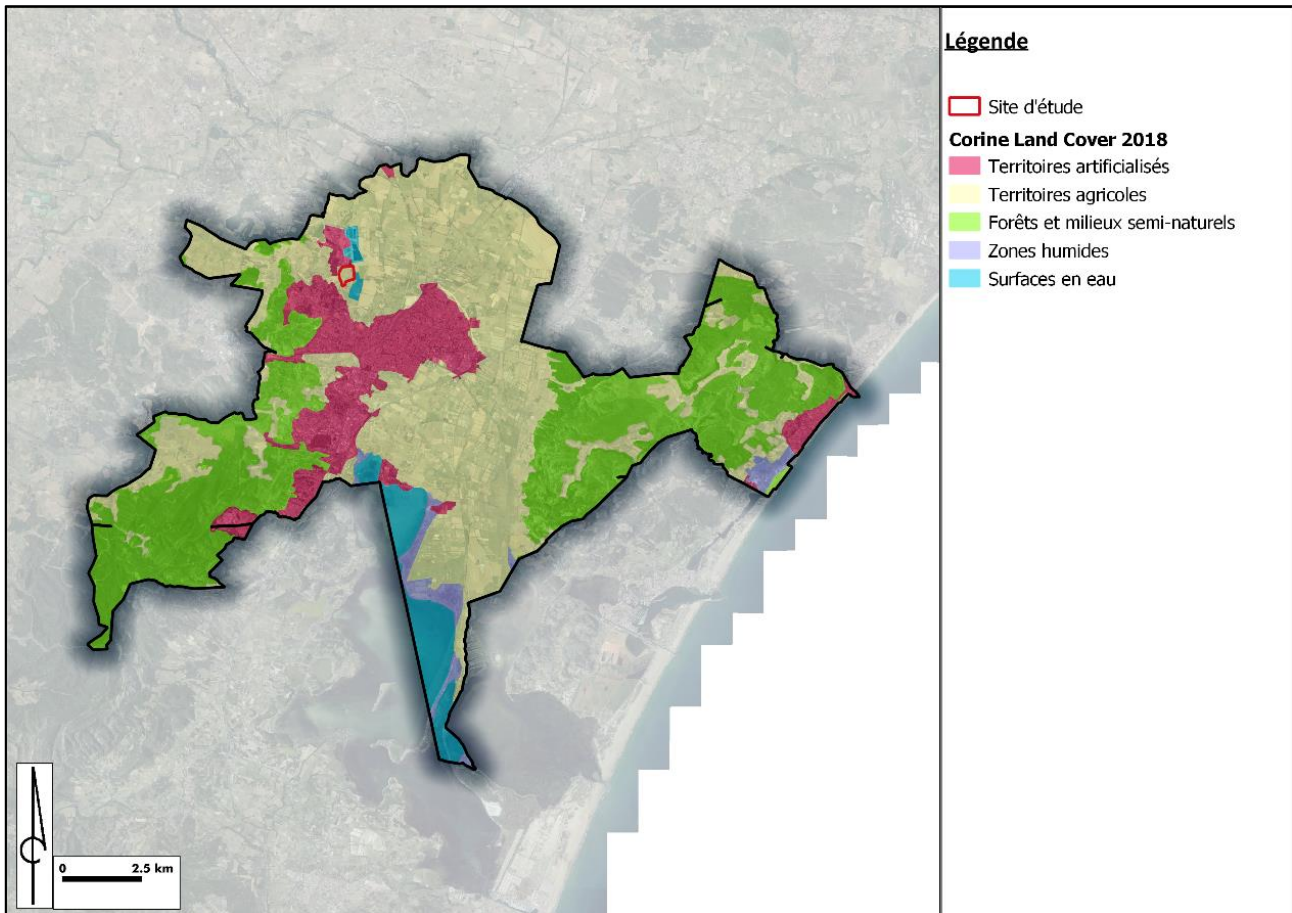 Légende
Site d'étude
Corine Land Cover 2018
Territoires artificialisés
Territoires agricoles
Forêts et milieux semi-naturels
Zones humides
Surfaces en eau
0 2.5 km